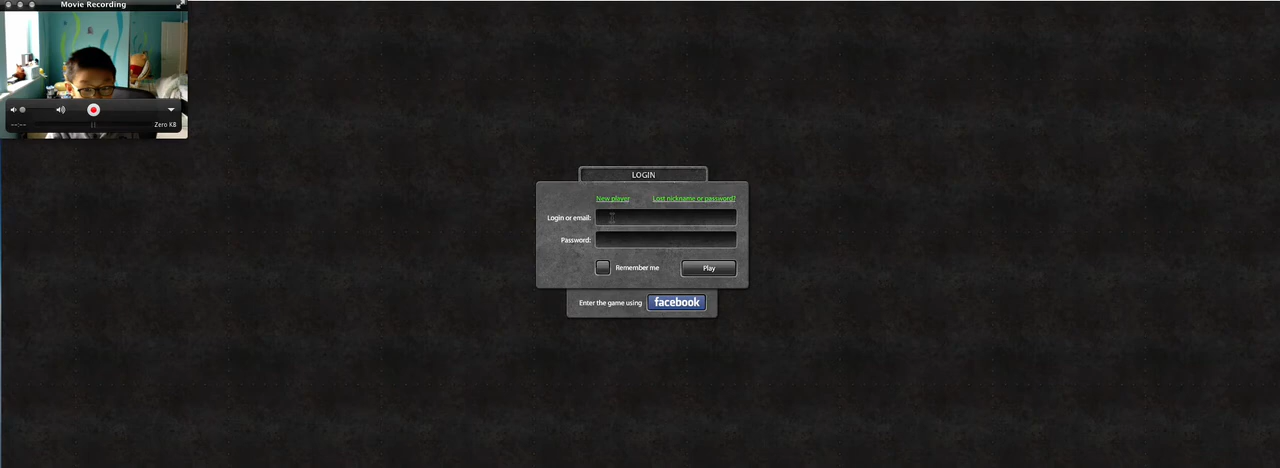 Movie Recording
--:--
Zero KB
LOGIN
New player Lost nickname or password?
Login or email:
Password:
Remember me Play
Enter the game using facebook